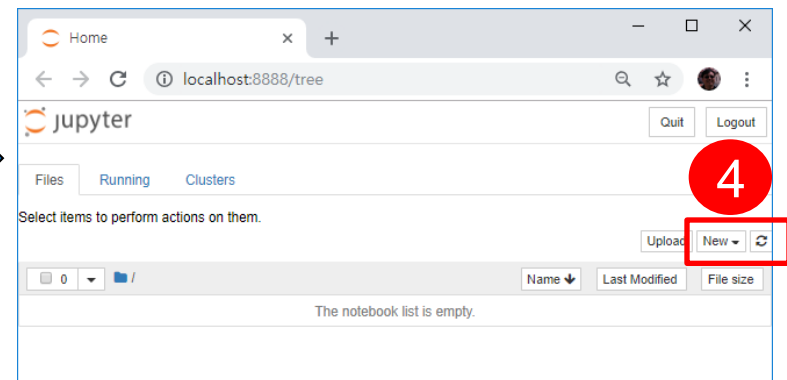 Home
localhost:8888/tree
jupyter
Quit Logout
Files Running Clusters
4
Select items to perform actions on them.
Upload New
0 / Name Last Modified File size
The notebook list is empty.